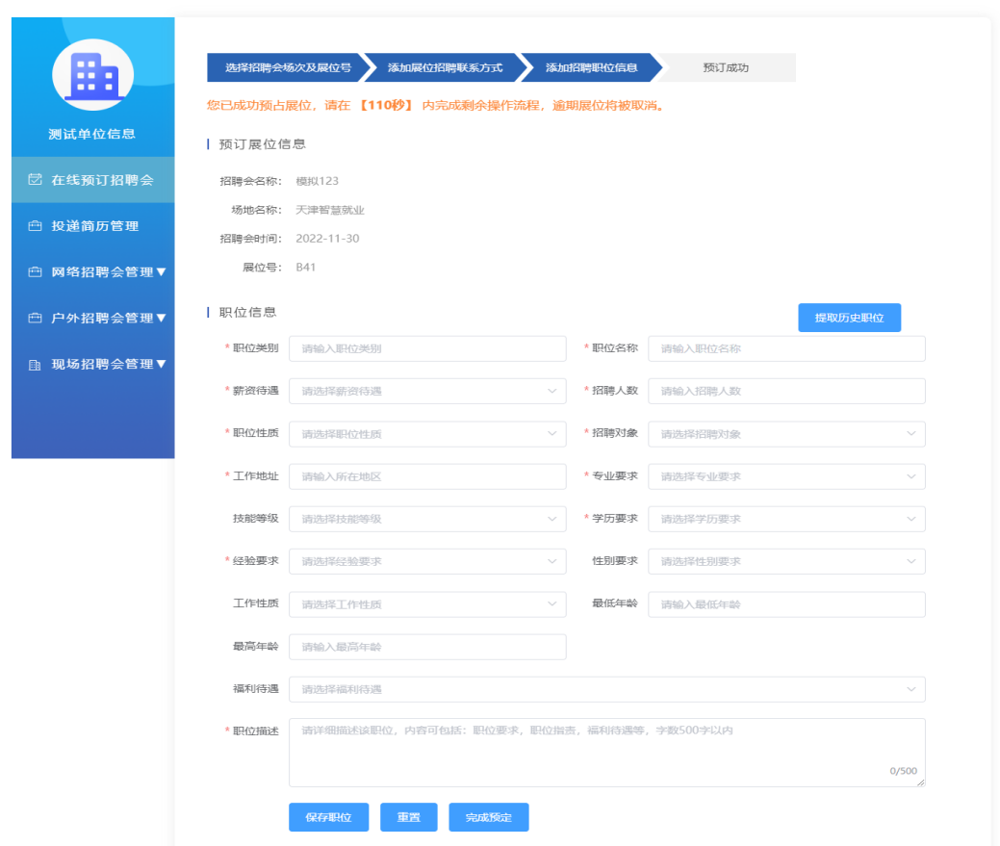 测试单位信息
在线预订招聘会
投递简历管理
网络招聘会管理▼
户外招聘会管理▼
现场招聘会管理▼
选择招聘会场次及展位号 添加展位招聘联系方式 添加招聘职位信息 预订成功
您已成功预占展位，请在 【110秒】 内完成剩余操作流程，逾期展位将被取消。
预订展位信息
招聘会名称： 模拟123
场地名称： 天津智慧就业
招聘会时间： 2022-11-30
展位号： B41
职位信息 提取历史职位
* 职位类别 请输入职位类别 * 职位名称 请输入职位名称
* 薪资待遇 请选择薪资待遇 * 招聘人数 请输入招聘人数
* 职位性质 请选择职位性质 * 招聘对象 请选择招聘对象
* 工作地址 请输入所在地区 * 专业要求 请选择专业要求
技能等级 请选择技能等级 * 学历要求 请选择学历要求
* 经验要求 请选择经验要求 性别要求 请选择性别要求
工作性质 请选择工作性质 最低年龄 请输入最低年龄
最高年龄 请输入最高年龄
福利待遇 请选择福利待遇
* 职位描述 请详细描述该职位，内容可包括：职位要求，职位指责，福利待遇等，字数500字以内
0/500
保存职位 重置 完成预定